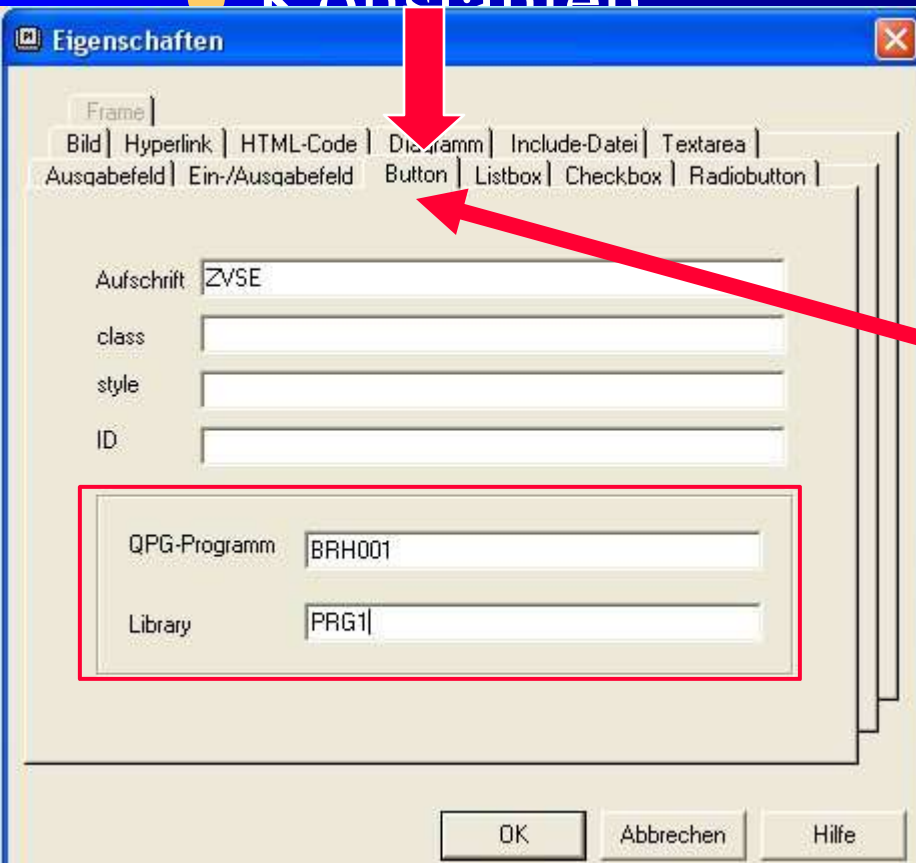 Eigenschaften
Frame
Bild Hyperlink HTML-Code Diagramm Include-Datei Textarea
Ausgabefeld Ein-/Ausgabefeld Button Listbox Checkbox Radiobutton
Aufschrift ZVSE
class
style
ID
QPG-Programm BRH001
Library PRG1
OK Abbrechen Hilfe